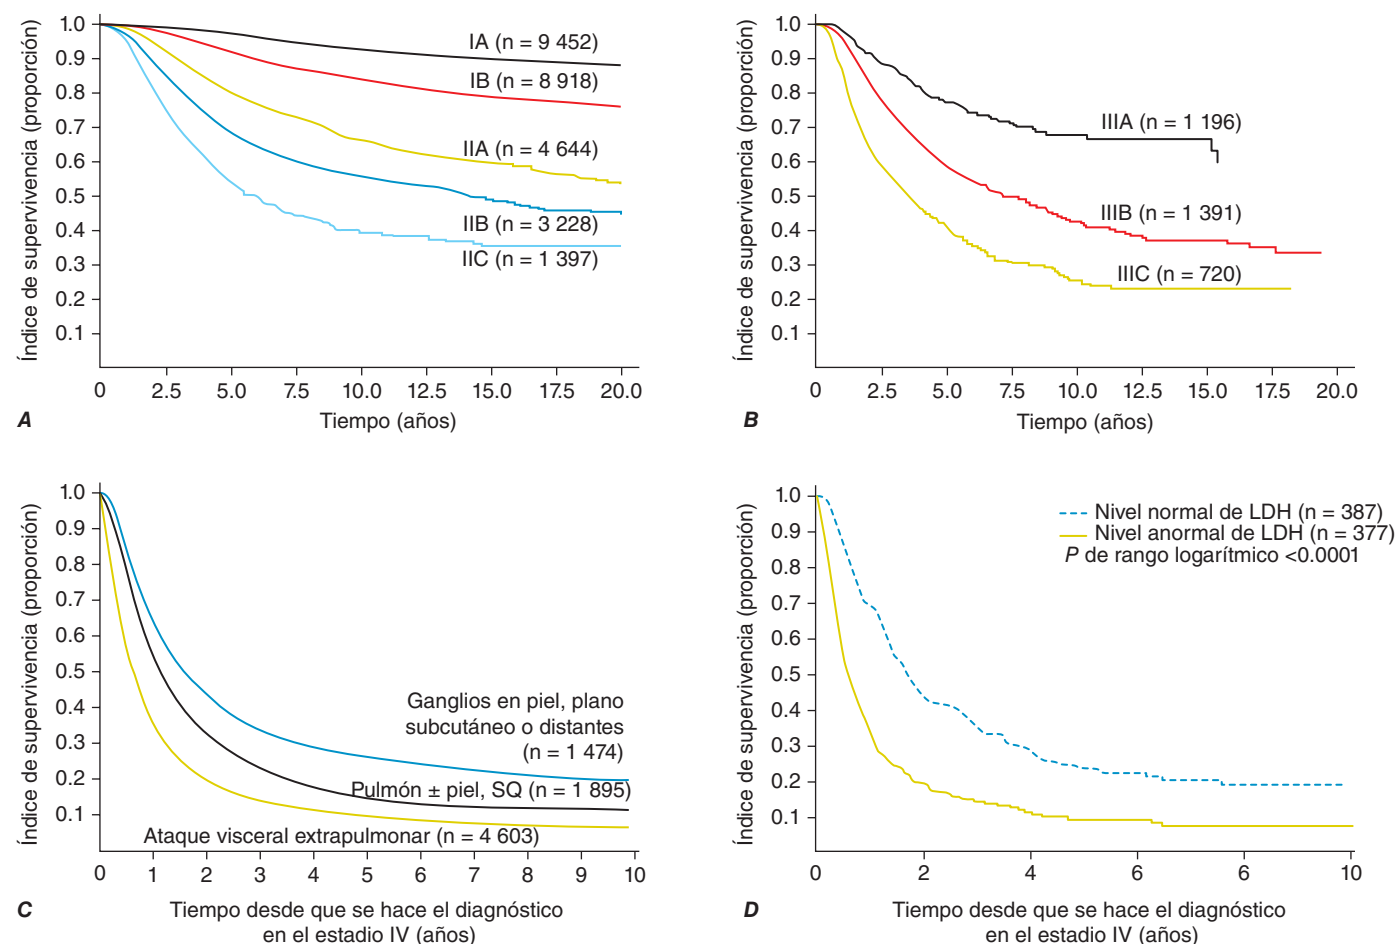 Índice de supervivencia (proporción)
1.0
0.9
0.8
0.7
0.6
0.5
0.4
0.3
0.2
0.1
IA (n = 9 452)
IB (n = 8 918)
IIA (n = 4 644)
IIB (n = 3 228)
IIC (n = 1 397)
0 2.5 5.0 7.5 10.0 12.5 15.0 17.5 20.0
A Tiempo (años)
Índice de supervivencia (proporción)
1.0
0.9
0.8
0.7
0.6
0.5
0.4
0.3
0.2
0.1
IIIA (n = 1 196)
IIIB (n = 1 391)
IIIC (n = 720)
0 2.5 5.0 7.5 10.0 12.5 15.0 17.5 20.0
B Tiempo (años)
Índice de supervivencia (proporción)
1.0
0.9
0.8
0.7
0.6
0.5
0.4
0.3
0.2
0.1
Ganglios en piel, plano
subcutáneo o distantes
(n = 1 474)
Pulmón ± piel, SQ (n = 1 895)
Ataque visceral extrapulmonar (n = 4 603)
0 1 2 3 4 5 6 7 8 9 10
C Tiempo desde que se hace el diagnóstico
en el estadio IV (años)
Índice de supervivencia (proporción)
1.0
0.9
0.8
0.7
0.6
0.5
0.4
0.3
0.2
0.1
Nivel normal de LDH (n = 387)
Nivel anormal de LDH (n = 377)
P de rango logarítmico <0.0001
0 2 4 6 6 10
D Tiempo desde que se hace el diagnóstico
en el estadio IV (años)